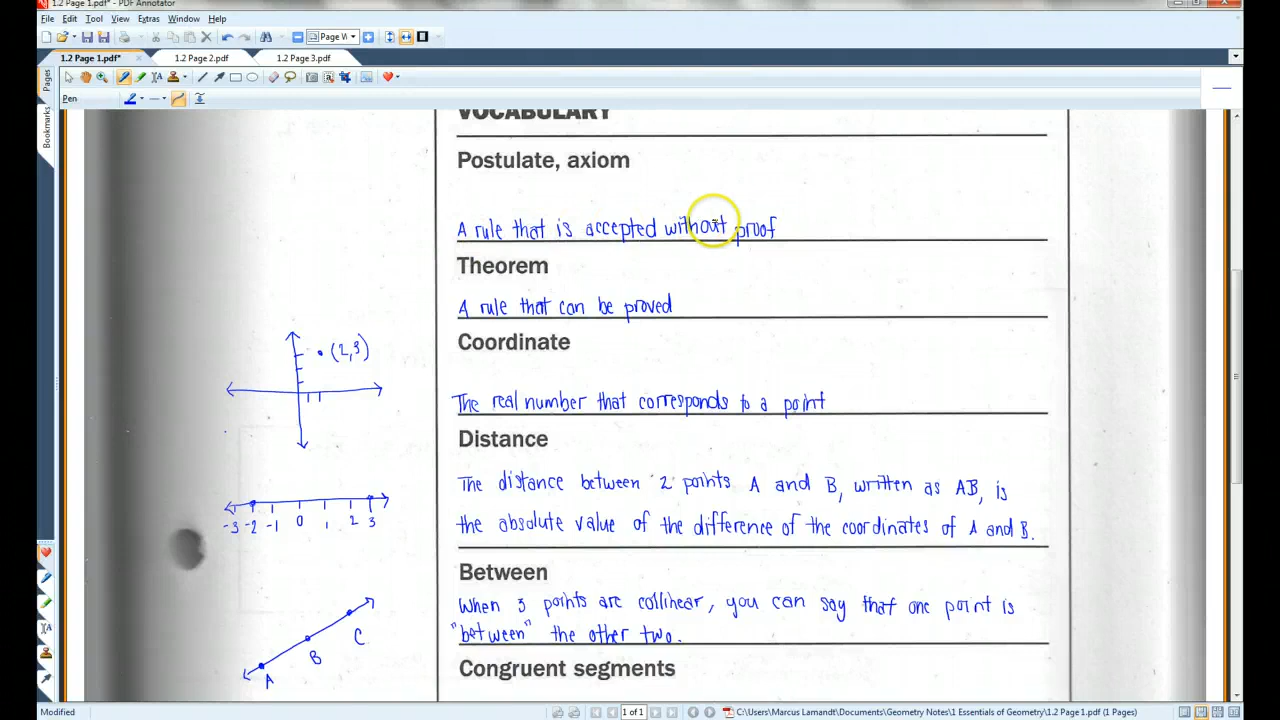 1.2 Page 1.pdf* - PDF Annotator
File Edit Tool View Extras Window Help
Page W
1.2 Page 1.pdf* 1.2 Page 2.pdf 1.2 Page 3.pdf
Pen
Pages
Bookmarks
VOCABULARY
Postulate, axiom
A rule that is accepted without proof
Theorem
A rule that can be proved
(2,3)
Coordinate
The real number that corresponds to a point
Distance
The distance between 2 points A and B, written as AB, is
the absolute value of the difference of the coordinates of A and B.
-3 -2 -1 0 1 2 3
Between
When 3 points are collinear, you can say that one point is
"between" the other two.
A B C
Congruent segments
Modified
1 of 1
C:\Users\Marcus Lamandt\Documents\Geometry Notes\1 Essentials of Geometry\1.2 Page 1.pdf (1 Pages)